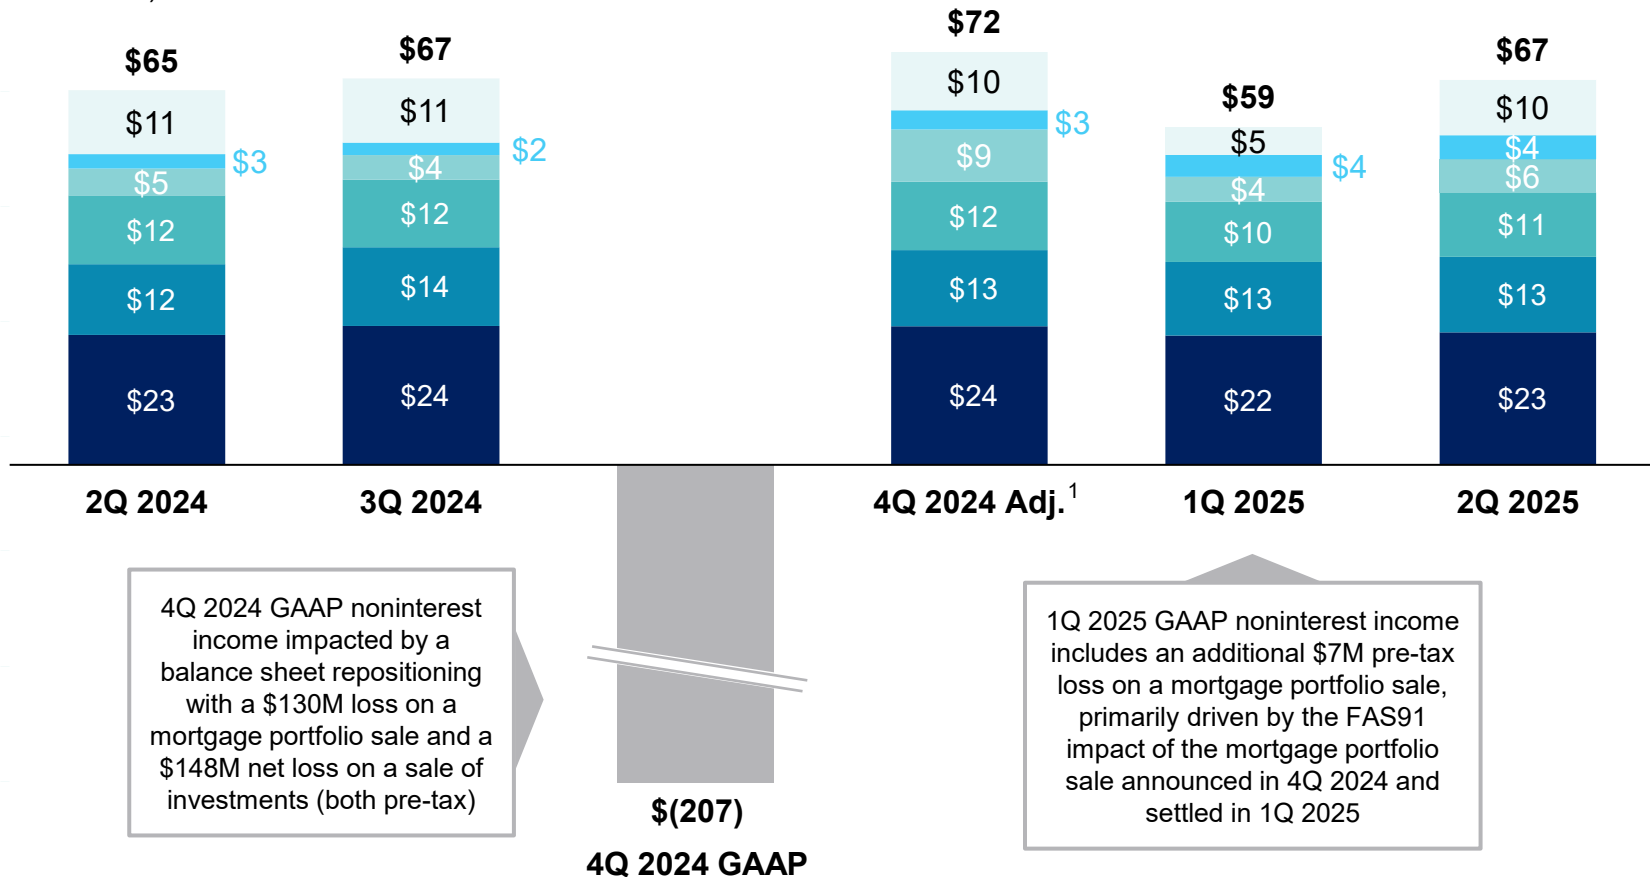 $65
$11
$3
$5
$12
$12
$23
2Q 2024
$67
$11
$2
$4
$12
$14
$24
3Q 2024
$(207)
4Q 2024 GAAP
$72
$10
$3
$9
$12
$13
$24
4Q 2024 Adj.1
$59
$5
$4
$4
$10
$13
$22
1Q 2025
$67
$10
$4
$6
$11
$13
$23
2Q 2025
4Q 2024 GAAP noninterest
income impacted by a
balance sheet repositioning
with a $130M loss on a
mortgage portfolio sale and a
$148M net loss on a sale of
investments (both pre-tax)
1Q 2025 GAAP noninterest income
includes an additional $7M pre-tax
loss on a mortgage portfolio sale,
primarily driven by the FAS91
impact of the mortgage portfolio
sale announced in 4Q 2024 and
settled in 1Q 2025